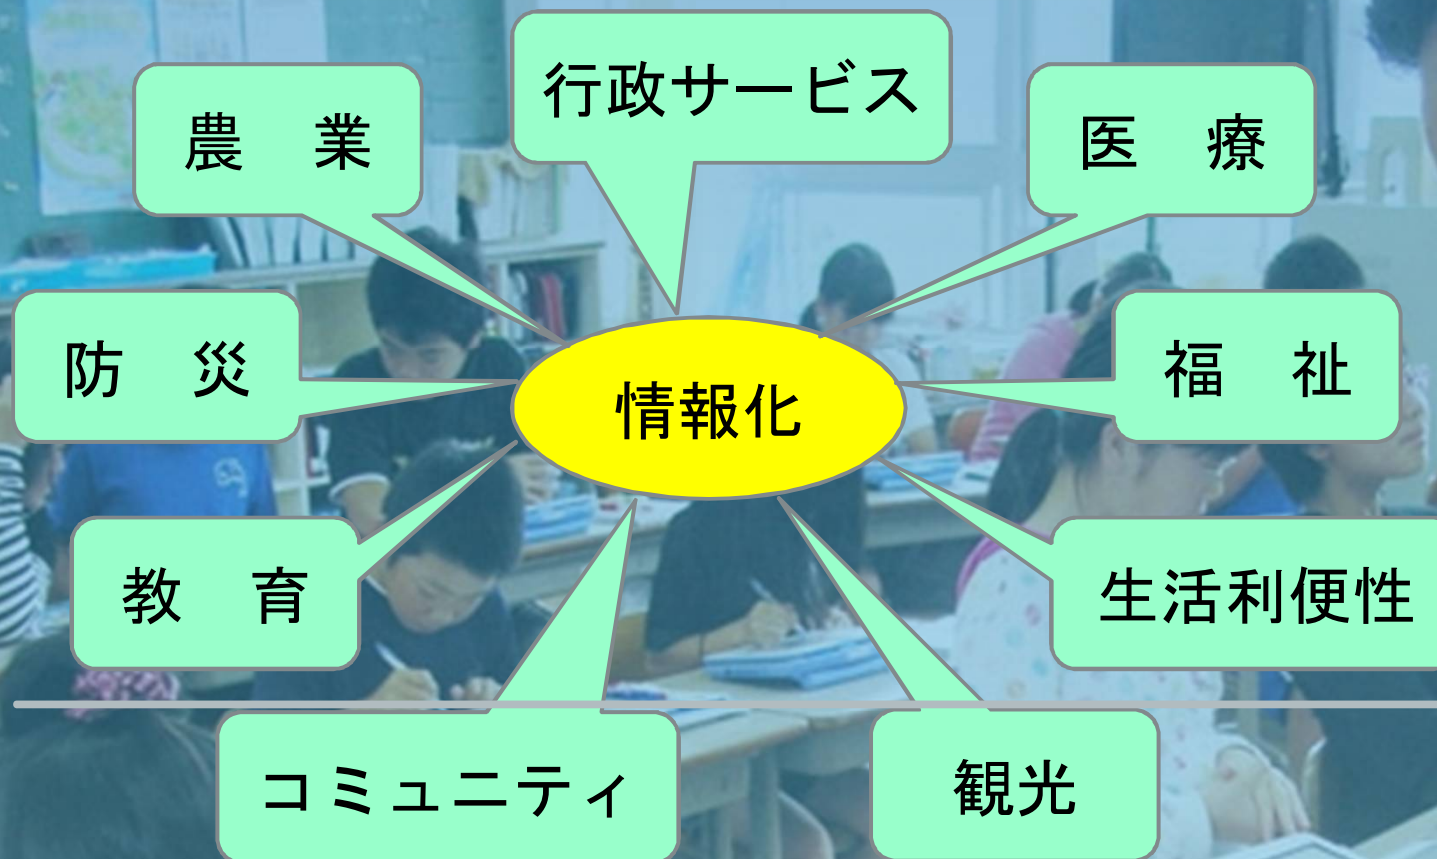 行政サービス
農　業
医　療
防　災
福　祉
情報化
教　育
生活利便性
コミュニティ
観光